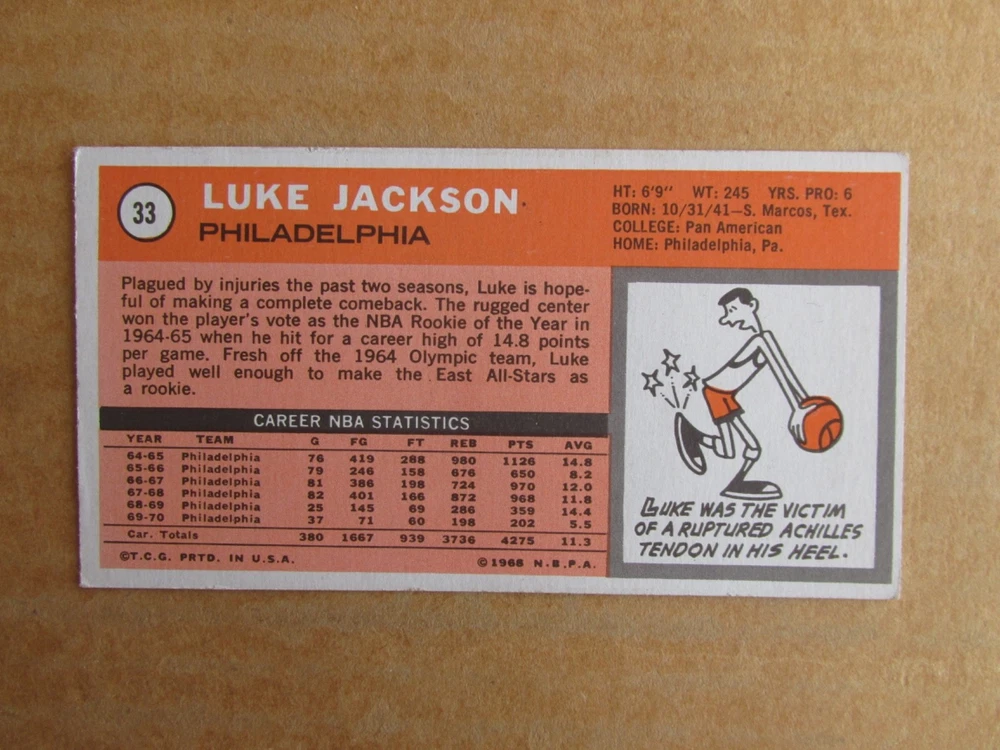 33
LUKE JACKSON
PHILADELPHIA
HT: 6'9" WT: 245 YRS. PRO: 6
BORN: 10/31/41—S. Marcos, Tex.
COLLEGE: Pan American
HOME: Philadelphia, Pa.
Plagued by injuries the past two seasons, Luke is hope-
ful of making a complete comeback. The rugged center
won the player's vote as the NBA Rookie of the Year in
1964-65 when he hit for a career high of 14.8 points
per game. Fresh off the 1964 Olympic team, Luke
played well enough to make the East All-Stars as
a rookie.
CAREER NBA STATISTICS
YEAR TEAM G FG FT REB PTS AVG
64-65 Philadelphia 76 419 288 980 1126 14.8
65-66 Philadelphia 79 246 158 676 650 8.2
66-67 Philadelphia 81 386 198 724 970 12.0
67-68 Philadelphia 82 401 166 872 968 11.8
68-69 Philadelphia 25 145 69 286 359 14.4
69-70 Philadelphia 37 71 60 198 202 5.5
Car. Totals 380 1667 939 3736 4275 11.3
©T.C.G. PRTD. IN U.S.A. ©1968 N.B.P.A.
LUKE WAS THE VICTIM
OF A RUPTURED ACHILLES
TENDON IN HIS HEEL.